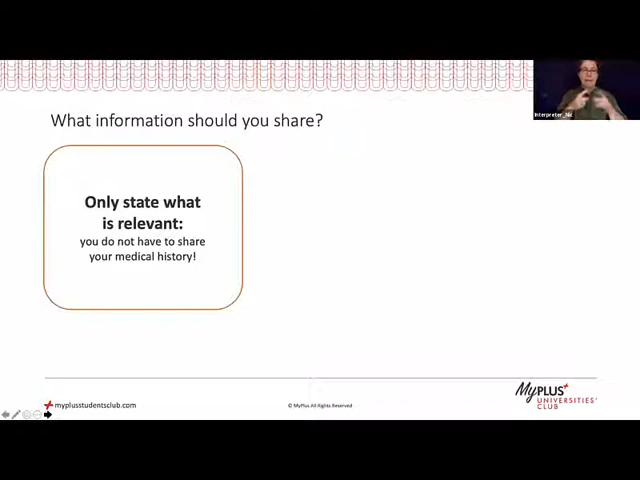 Interpreter_Nic
What information should you share?
Only state what
is relevant:
you do not have to share
your medical history!
MyPLUS+
UNIVERSITIES'
CLUB
myplusstudentsclub.com
© MyPlus All Rights Reserved